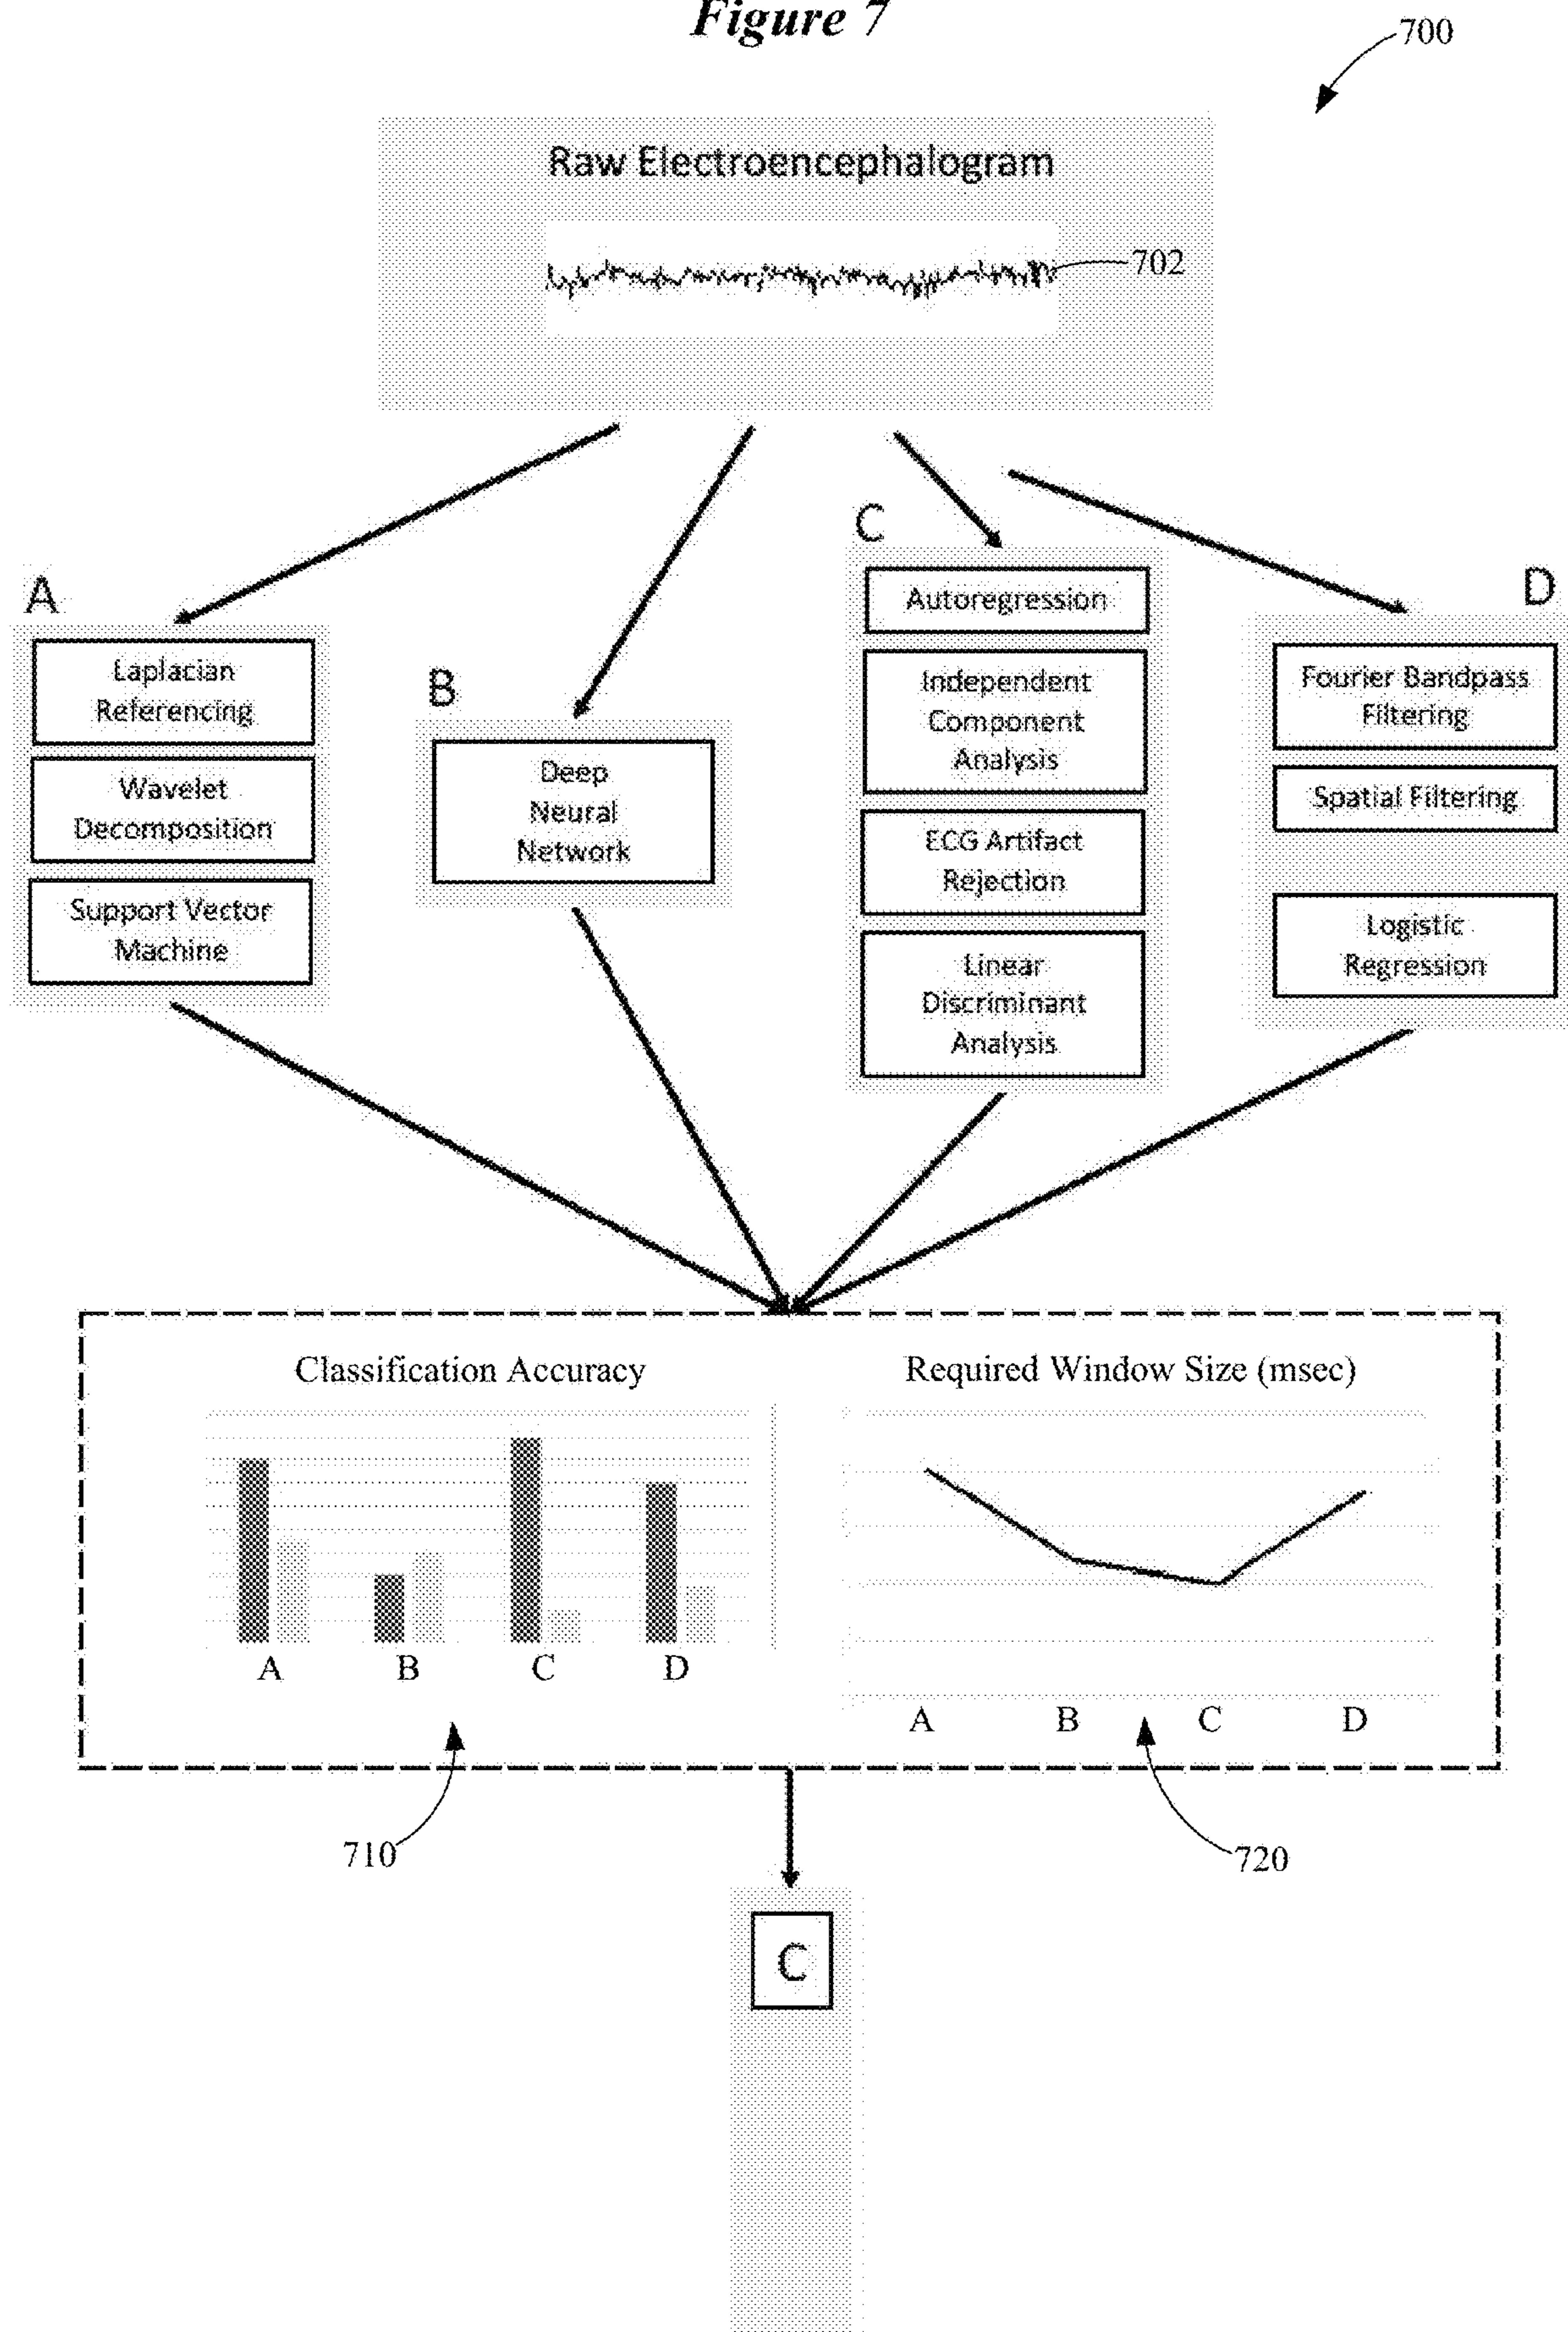 Figure 7
700
Raw Electroencephalogram
702
A
Laplacian
Referencing
Wavelet
Decomposition
Support Vector
Machine
B
Deep
Neural
Network
C
Autoregression
Independent
Component
Analysis
ECG Artifact
Rejection
Linear
Discriminant
Analysis
D
Fourier Bandpass
Filtering
Spatial Filtering
Logistic
Regression
Classification Accuracy
A B C D
710
Required Window Size (msec)
A B C D
720
C